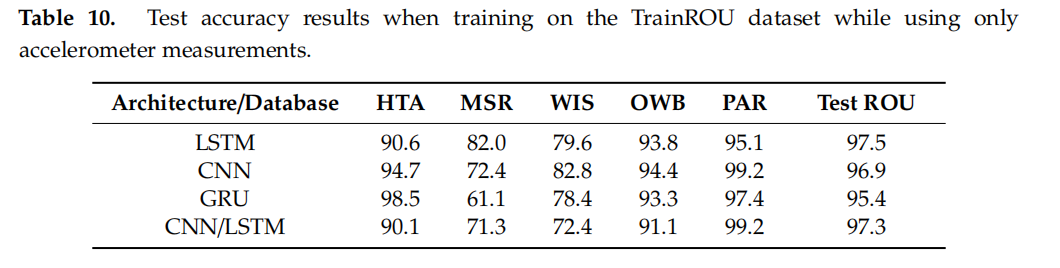 Table 10. Test accuracy results when training on the TrainROU dataset while using only
accelerometer measurements.
Architecture/Database HTA MSR WIS OWB PAR Test ROU
LSTM 90.6 82.0 79.6 93.8 95.1 97.5
CNN 94.7 72.4 82.8 94.4 99.2 96.9
GRU 98.5 61.1 78.4 93.3 97.4 95.4
CNN/LSTM 90.1 71.3 72.4 91.1 99.2 97.3